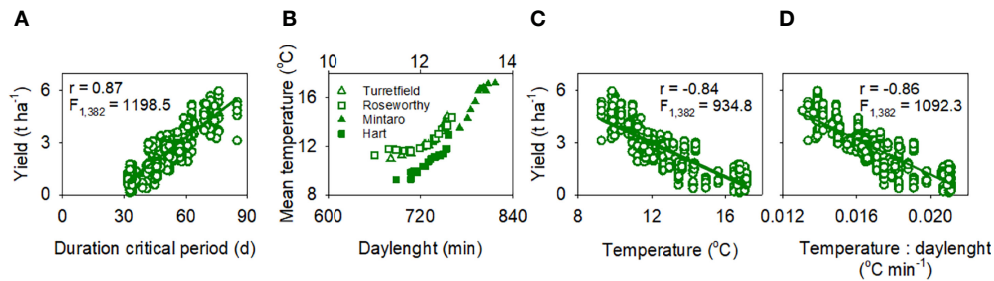 A
B
C
D
r = 0.87
F1,382 = 1198.5
Yield (t ha-1)
6
3
0
0 30 60 90
Duration critical period (d)
10 12 14
Mean temperature (oC)
16
12
8
Turretfield
Roseworthy
Mintaro
Hart
600 720 840
Daylenght (min)
r = -0.84
F1,382 = 934.8
Yield (t ha-1)
6
3
0
8 12 16
Temperature (oC)
r = -0.86
F1,382 = 1092.3
0.012 0.016 0.020
Temperature : daylenght
(oC min-1)